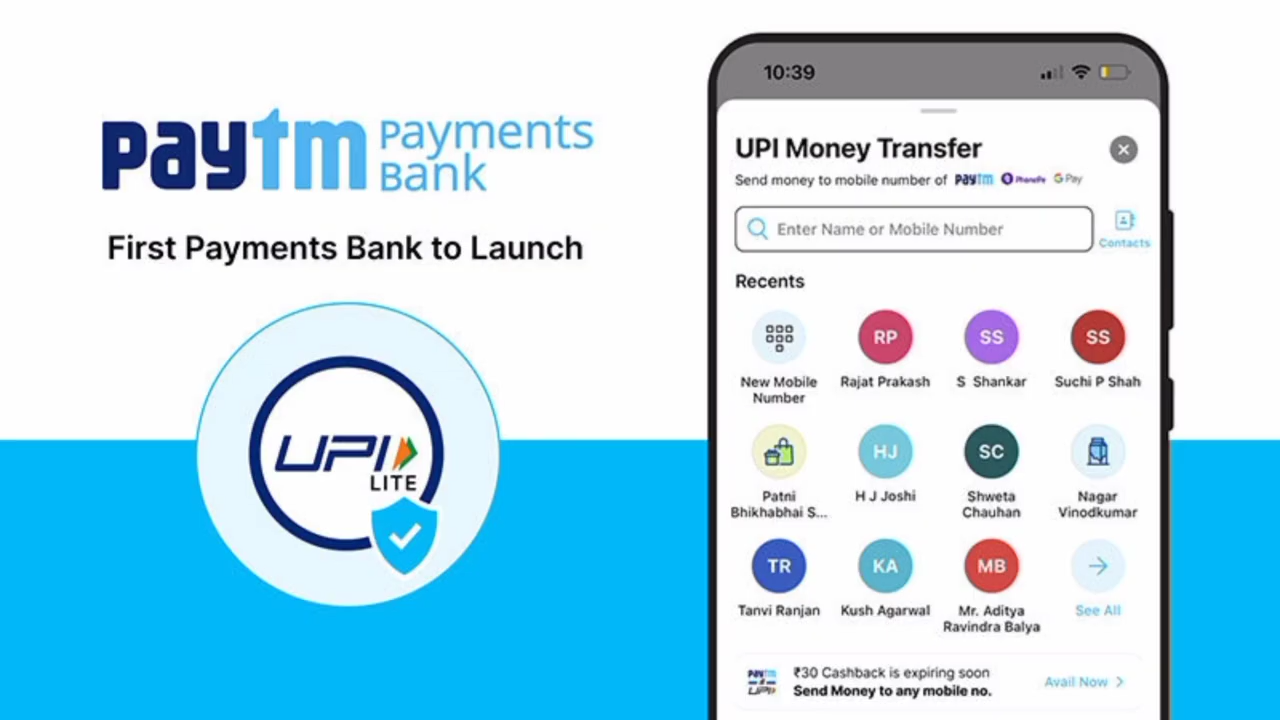 paytm Payments
Bank
First Payments Bank to Launch
UPI
LITE
10:39
UPI Money Transfer
Send money to mobile number of paytm PhonePe G Pay
Enter Name or Mobile Number
Contacts
Recents
RP SS SS
New Mobile Number Rajat Prakash S Shankar Suchi P Shah
HJ SC
Patni Bhikhabhai S... H J Joshi Shweta Chauhan Nagar Vinodkumar
TR KA MB
Tanvi Ranjan Kush Agarwal Mr. Aditya Ravindra Balya See All
paytm UPI
₹30 Cashback is expiring soon
Send Money to any mobile no.
Avail Now